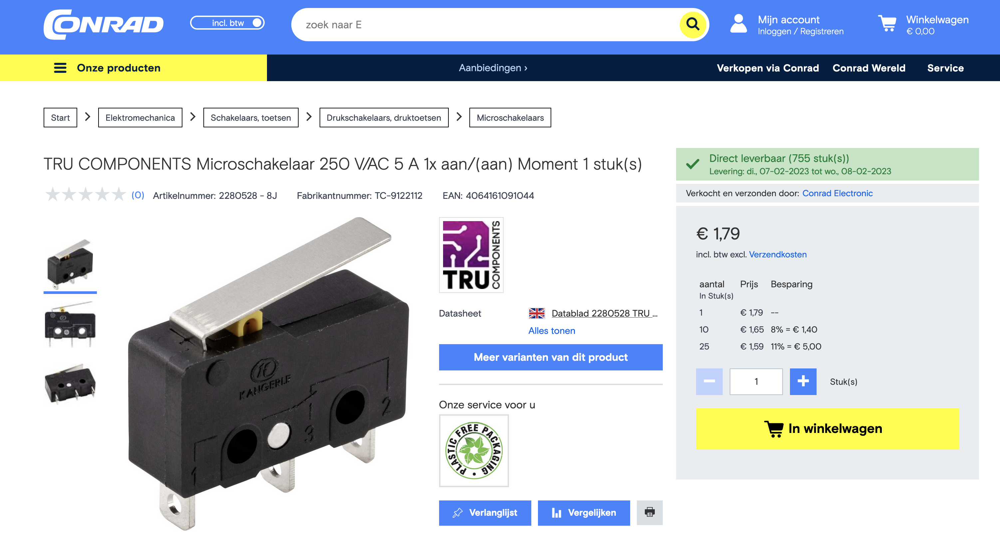 CONRAD
incl. btw
zoek naar E
Mijn account
Inloggen / Registreren
Winkelwagen
€ 0,00
Onze producten
Aanbiedingen ›
Verkopen via Conrad
Conrad Wereld
Service
Start
Elektromechanica
Schakelaars, toetsen
Drukschakelaars, druktoetsen
Microschakelaars
TRU COMPONENTS Microschakelaar 250 V/AC 5 A 1x aan/(aan) Moment 1 stuk(s)
(0)
Artikelnummer: 2280528 - 8J
Fabrikantnummer: TC-9122112
EAN: 4064161091044
KANGERLE
1
3
2
TRU
COMPONENTS
Datasheet
Datablad 2280528 TRU ...
Alles tonen
Meer varianten van dit product
Onze service voor u
PLASTIC FREE PACKAGING •
Verlanglijst
Vergelijken
Direct leverbaar (755 stuk(s))
Levering: di., 07-02-2023 tot wo., 08-02-2023
Verkocht en verzonden door: Conrad Electronic
€ 1,79
incl. btw excl. Verzendkosten
aantal Prijs Besparing
In Stuk(s)
1 € 1,79 --
10 € 1,65 8% = € 1,40
25 € 1,59 11% = € 5,00
1
Stuk(s)
In winkelwagen